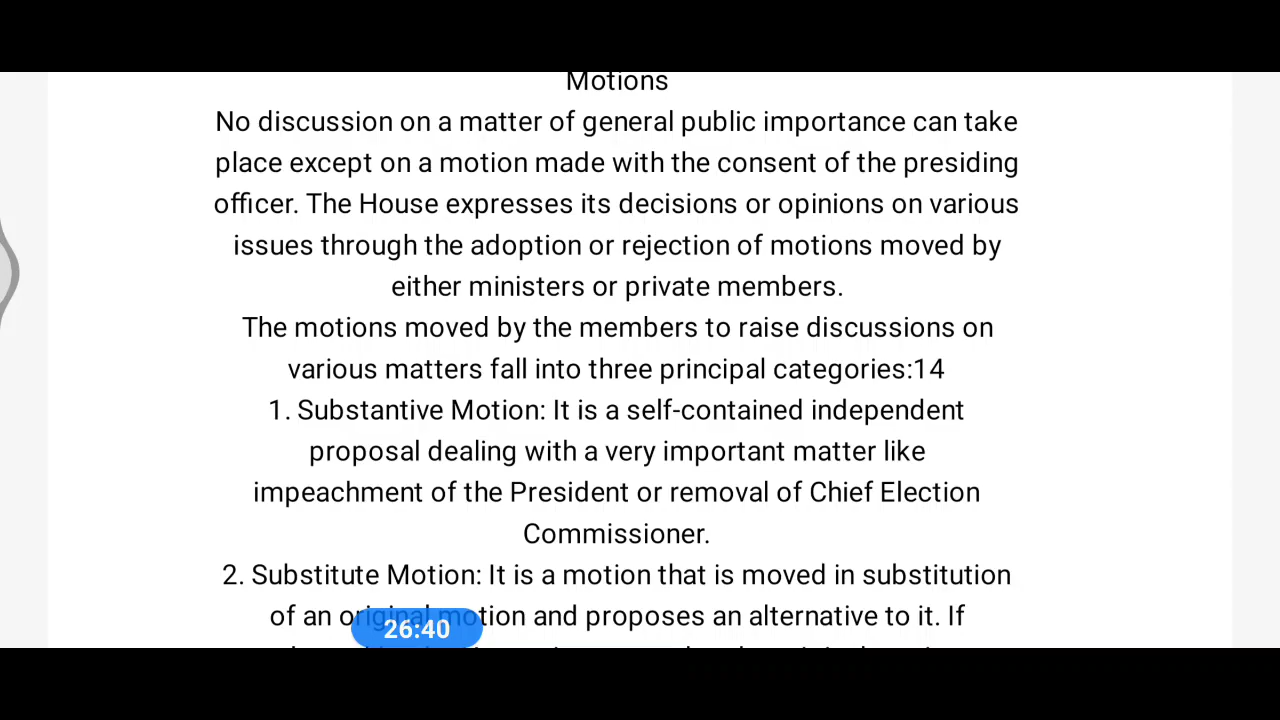 Motions
No discussion on a matter of general public importance can take
place except on a motion made with the consent of the presiding
officer. The House expresses its decisions or opinions on various
issues through the adoption or rejection of motions moved by
either ministers or private members.
The motions moved by the members to raise discussions on
various matters fall into three principal categories:14
1. Substantive Motion: It is a self-contained independent
proposal dealing with a very important matter like
impeachment of the President or removal of Chief Election
Commissioner.
2. Substitute Motion: It is a motion that is moved in substitution
of an original motion and proposes an alternative to it. If
26:40